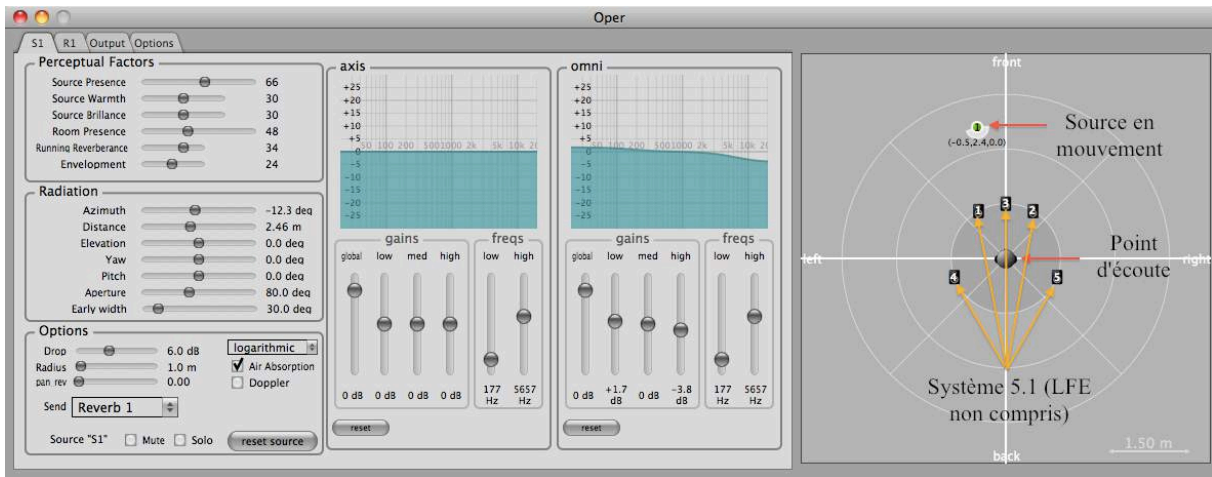 Oper
S1 R1 Output Options
Perceptual Factors
Source Presence 66
Source Warmth 30
Source Brillance 30
Room Presence 48
Running Reverberance 34
Envelopment 24
Radiation
Azimuth -12.3 deg
Distance 2.46 m
Elevation 0.0 deg
Yaw 0.0 deg
Pitch 0.0 deg
Aperture 80.0 deg
Early width 30.0 deg
Options
Drop 6.0 dB logarithmic
Radius 1.0 m Air Absorption
pan rev 0.00 Doppler
Send Reverb 1
Source "S1" Mute Solo reset source
axis
+25
+20
+15
+10
+5
50 100 200 500 1000 2k 5k 10k 20
-5
-10
-15
-20
-25
gains freqs
global low med high low high
0 dB 0 dB 0 dB 0 dB 177 Hz 5657 Hz
reset
omni
+25
+20
+15
+10
+5
50 100 200 500 1000 2k 5k 10k 20
-5
-10
-15
-20
-25
gains freqs
global low med high low high
0 dB +1.7 dB 0 dB -3.8 dB 177 Hz 5657 Hz
reset
front
1
Source en
mouvement
(-0.5,2.4,0.0)
1 3 2
Point
d'écoute
left
right
4 5
Système 5.1 (LFE
non compris)
1.50 m
back